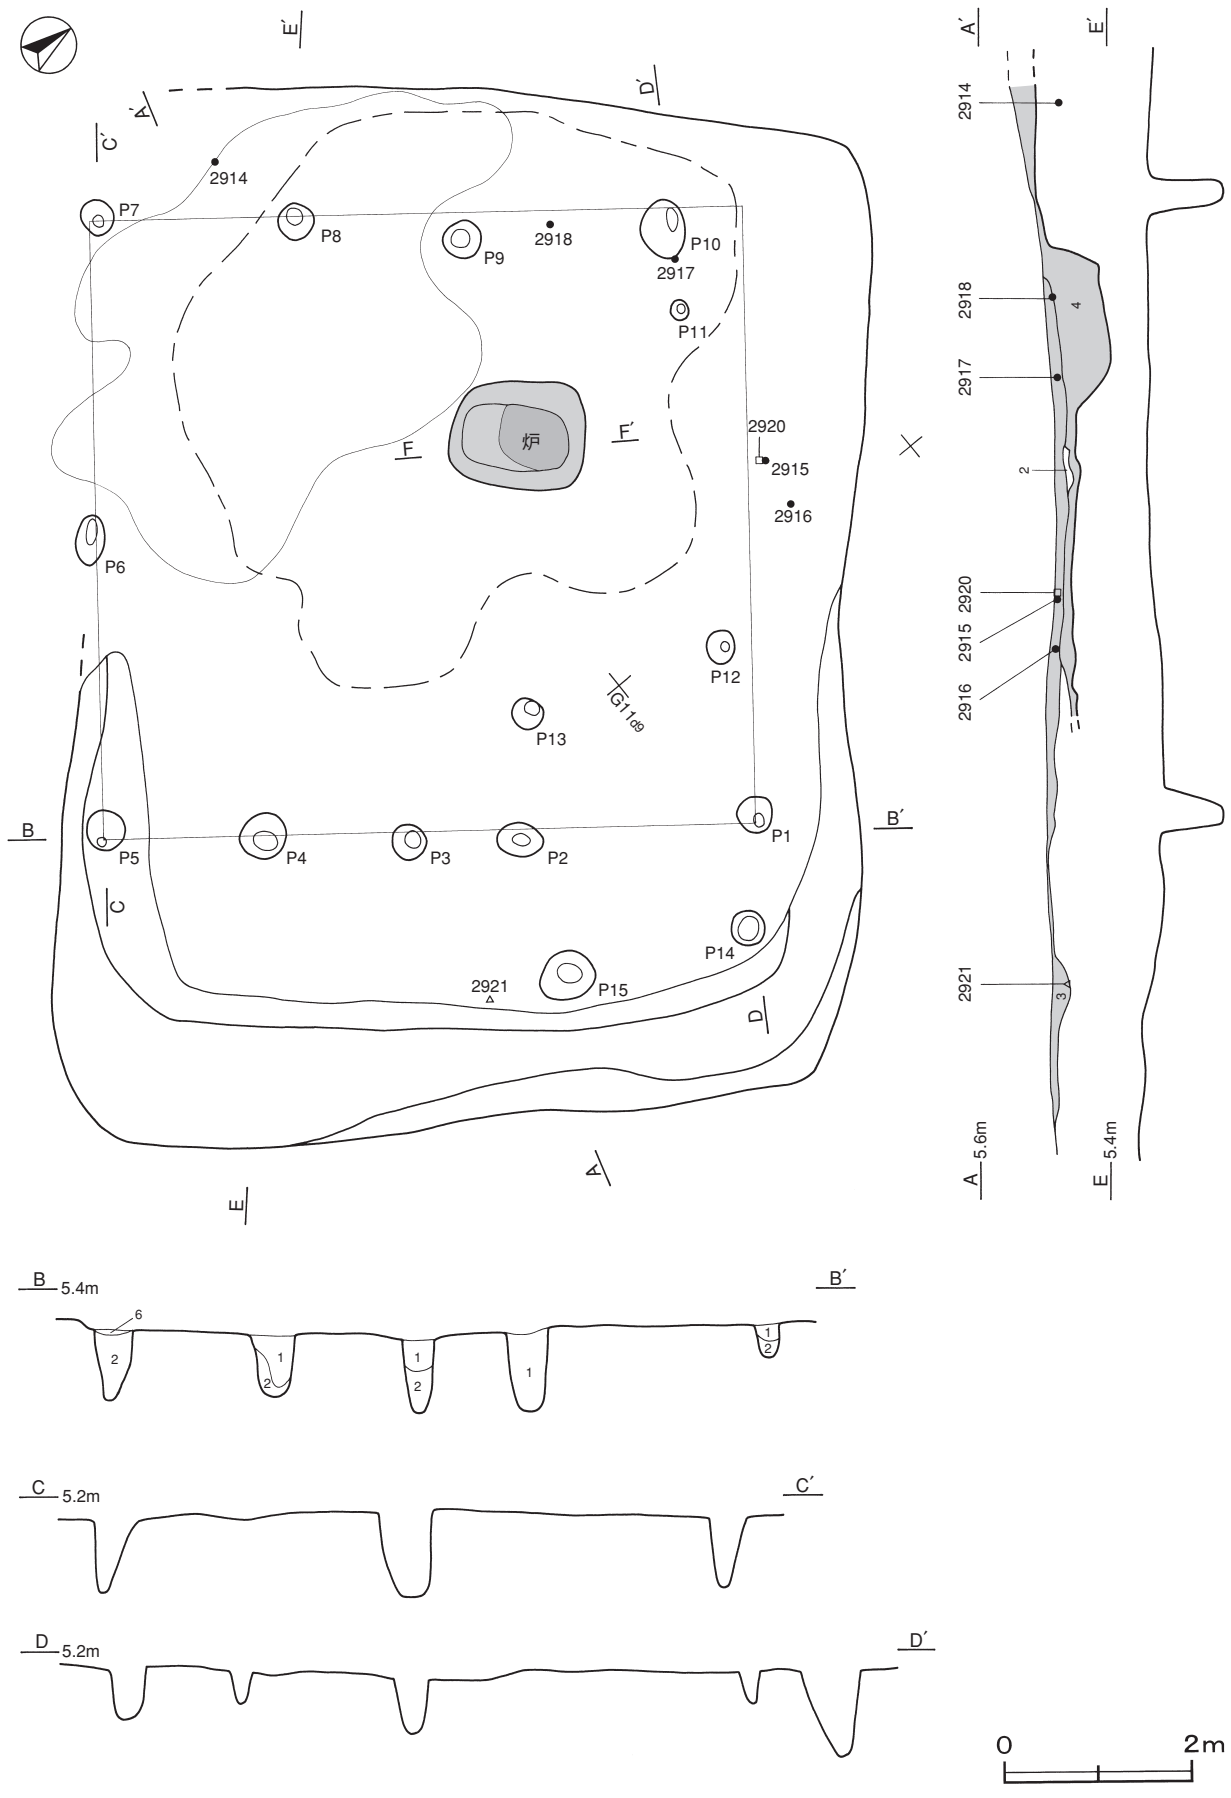 E′
A′
E′
D′
A′
C′
2914
2914
P7
P8
P9
2918
P10
2917
P11
2918
4
2917
炉
F
F′
2920
2915
2916
2
P6
2920
2915
2916
P12
G11d9
P13
B
B′
P5
P4
P3
P2
P1
C
P14
P15
2921
2921
3
D
A
E
A 5.6m
E 5.4m
B 5.4m
B′
6
2
1
2
1
2
1
1
2
C 5.2m
C′
D 5.2m
D′
0 2m